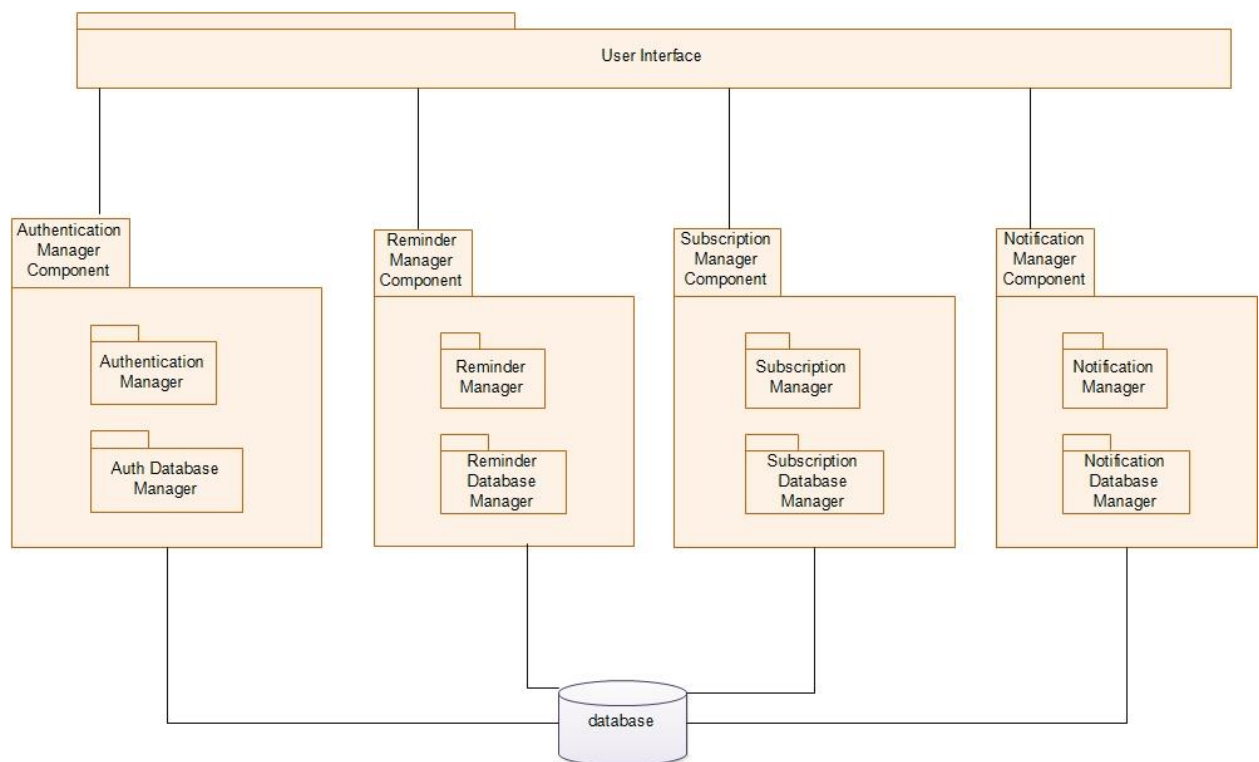 User Interface
Authentication
Manager
Component
Reminder
Manager
Component
Subscription
Manager
Component
Notification
Manager
Component
Authentication
Manager
Reminder
Manager
Subscription
Manager
Notification
Manager
Auth Database
Manager
Reminder
Database
Manager
Subscription
Database
Manager
Notification
Database
Manager
database